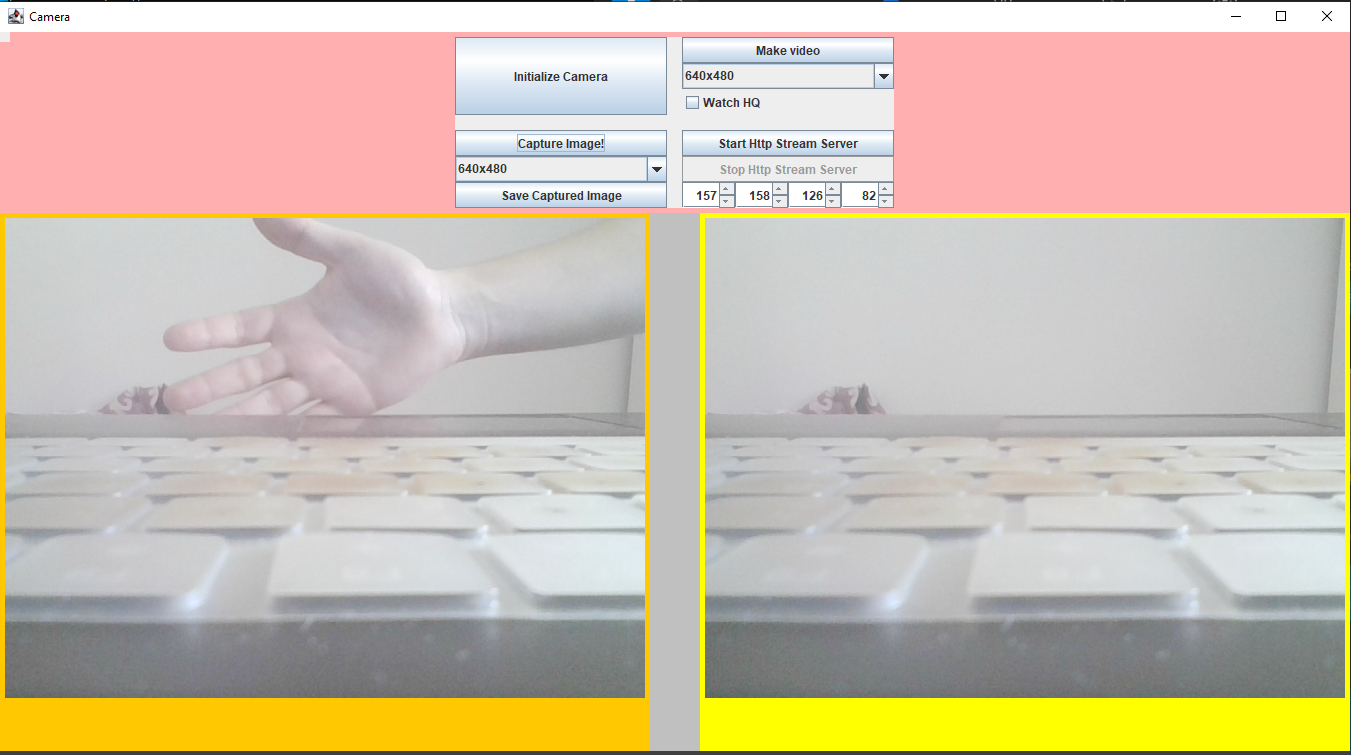 Camera
Initialize Camera
Make video
640x480
Watch HQ
Capture Image!
Start Http Stream Server
640x480
Stop Http Stream Server
Save Captured Image
157 158 126 82